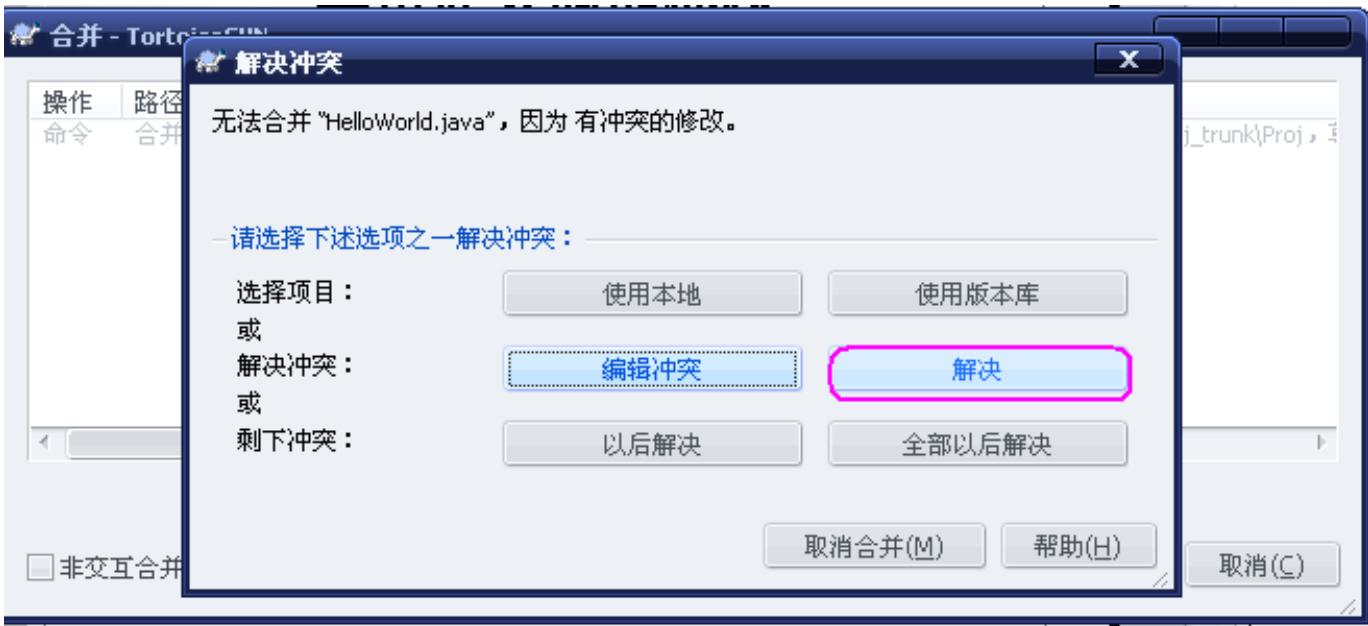 合并 - Tortoise
解决冲突
操作 路径
命令 合并
无法合并 “HelloWorld.java”，因为 有冲突的修改。
j_trunk\Proj，
请选择下述选项之一解决冲突：
选择项目： 使用本地 使用版本库
或
解决冲突： 编辑冲突 解决
或
剩下冲突： 以后解决 全部以后解决
取消合并(M) 帮助(H)
非交互合并 取消(C)